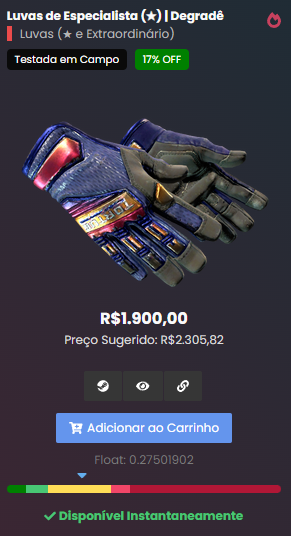 Luvas de Especialista (★) | Degradê
Luvas (★ e Extraordinário)
Testada em Campo
17% OFF
R$1.900,00
Preço Sugerido: R$2.305,82
Adicionar ao Carrinho
Float: 0.27501902
Disponível Instantaneamente